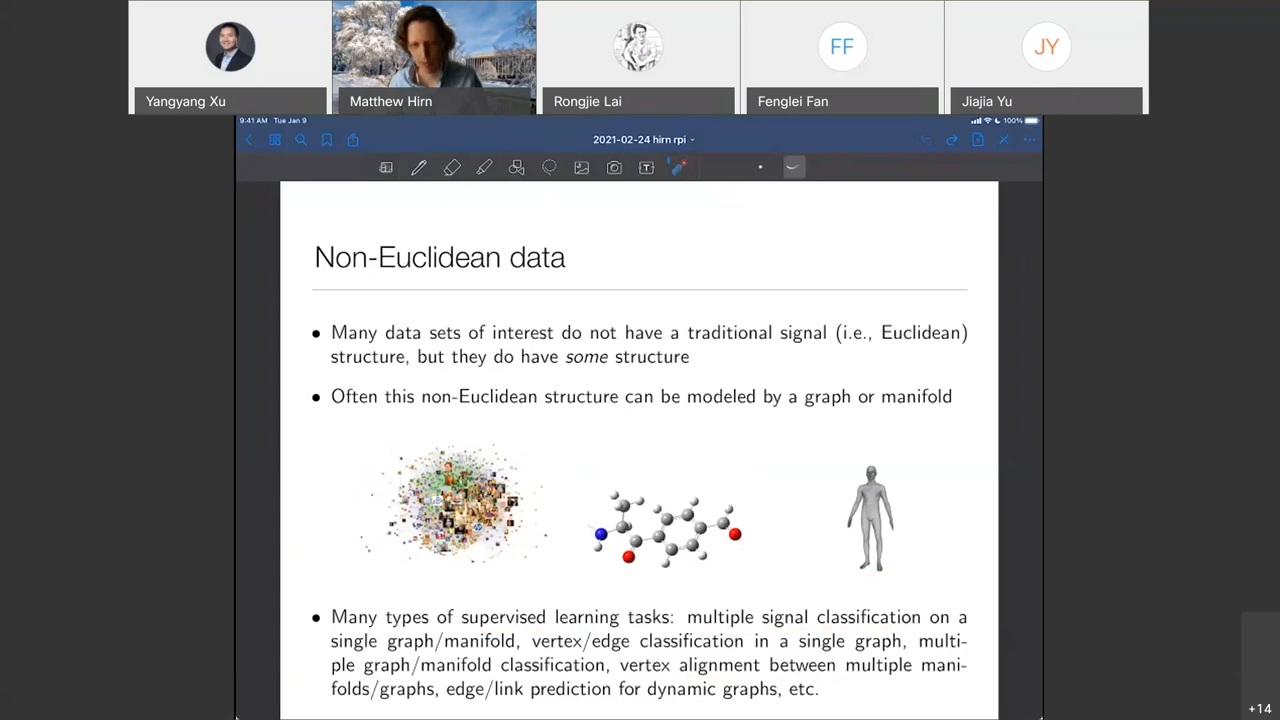 FF
JY
Yangyang Xu
Matthew Hirn
Rongjie Lai
Fenglei Fan
Jiajia Yu
9:41 AM Tue Jan 9
100%
2021-02-24 hirn rpi
T
Non-Euclidean data
• Many data sets of interest do not have a traditional signal (i.e., Euclidean)
structure, but they do have some structure
• Often this non-Euclidean structure can be modeled by a graph or manifold
• Many types of supervised learning tasks: multiple signal classification on a
single graph/manifold, vertex/edge classification in a single graph, multi-
ple graph/manifold classification, vertex alignment between multiple mani-
folds/graphs, edge/link prediction for dynamic graphs, etc.
+14